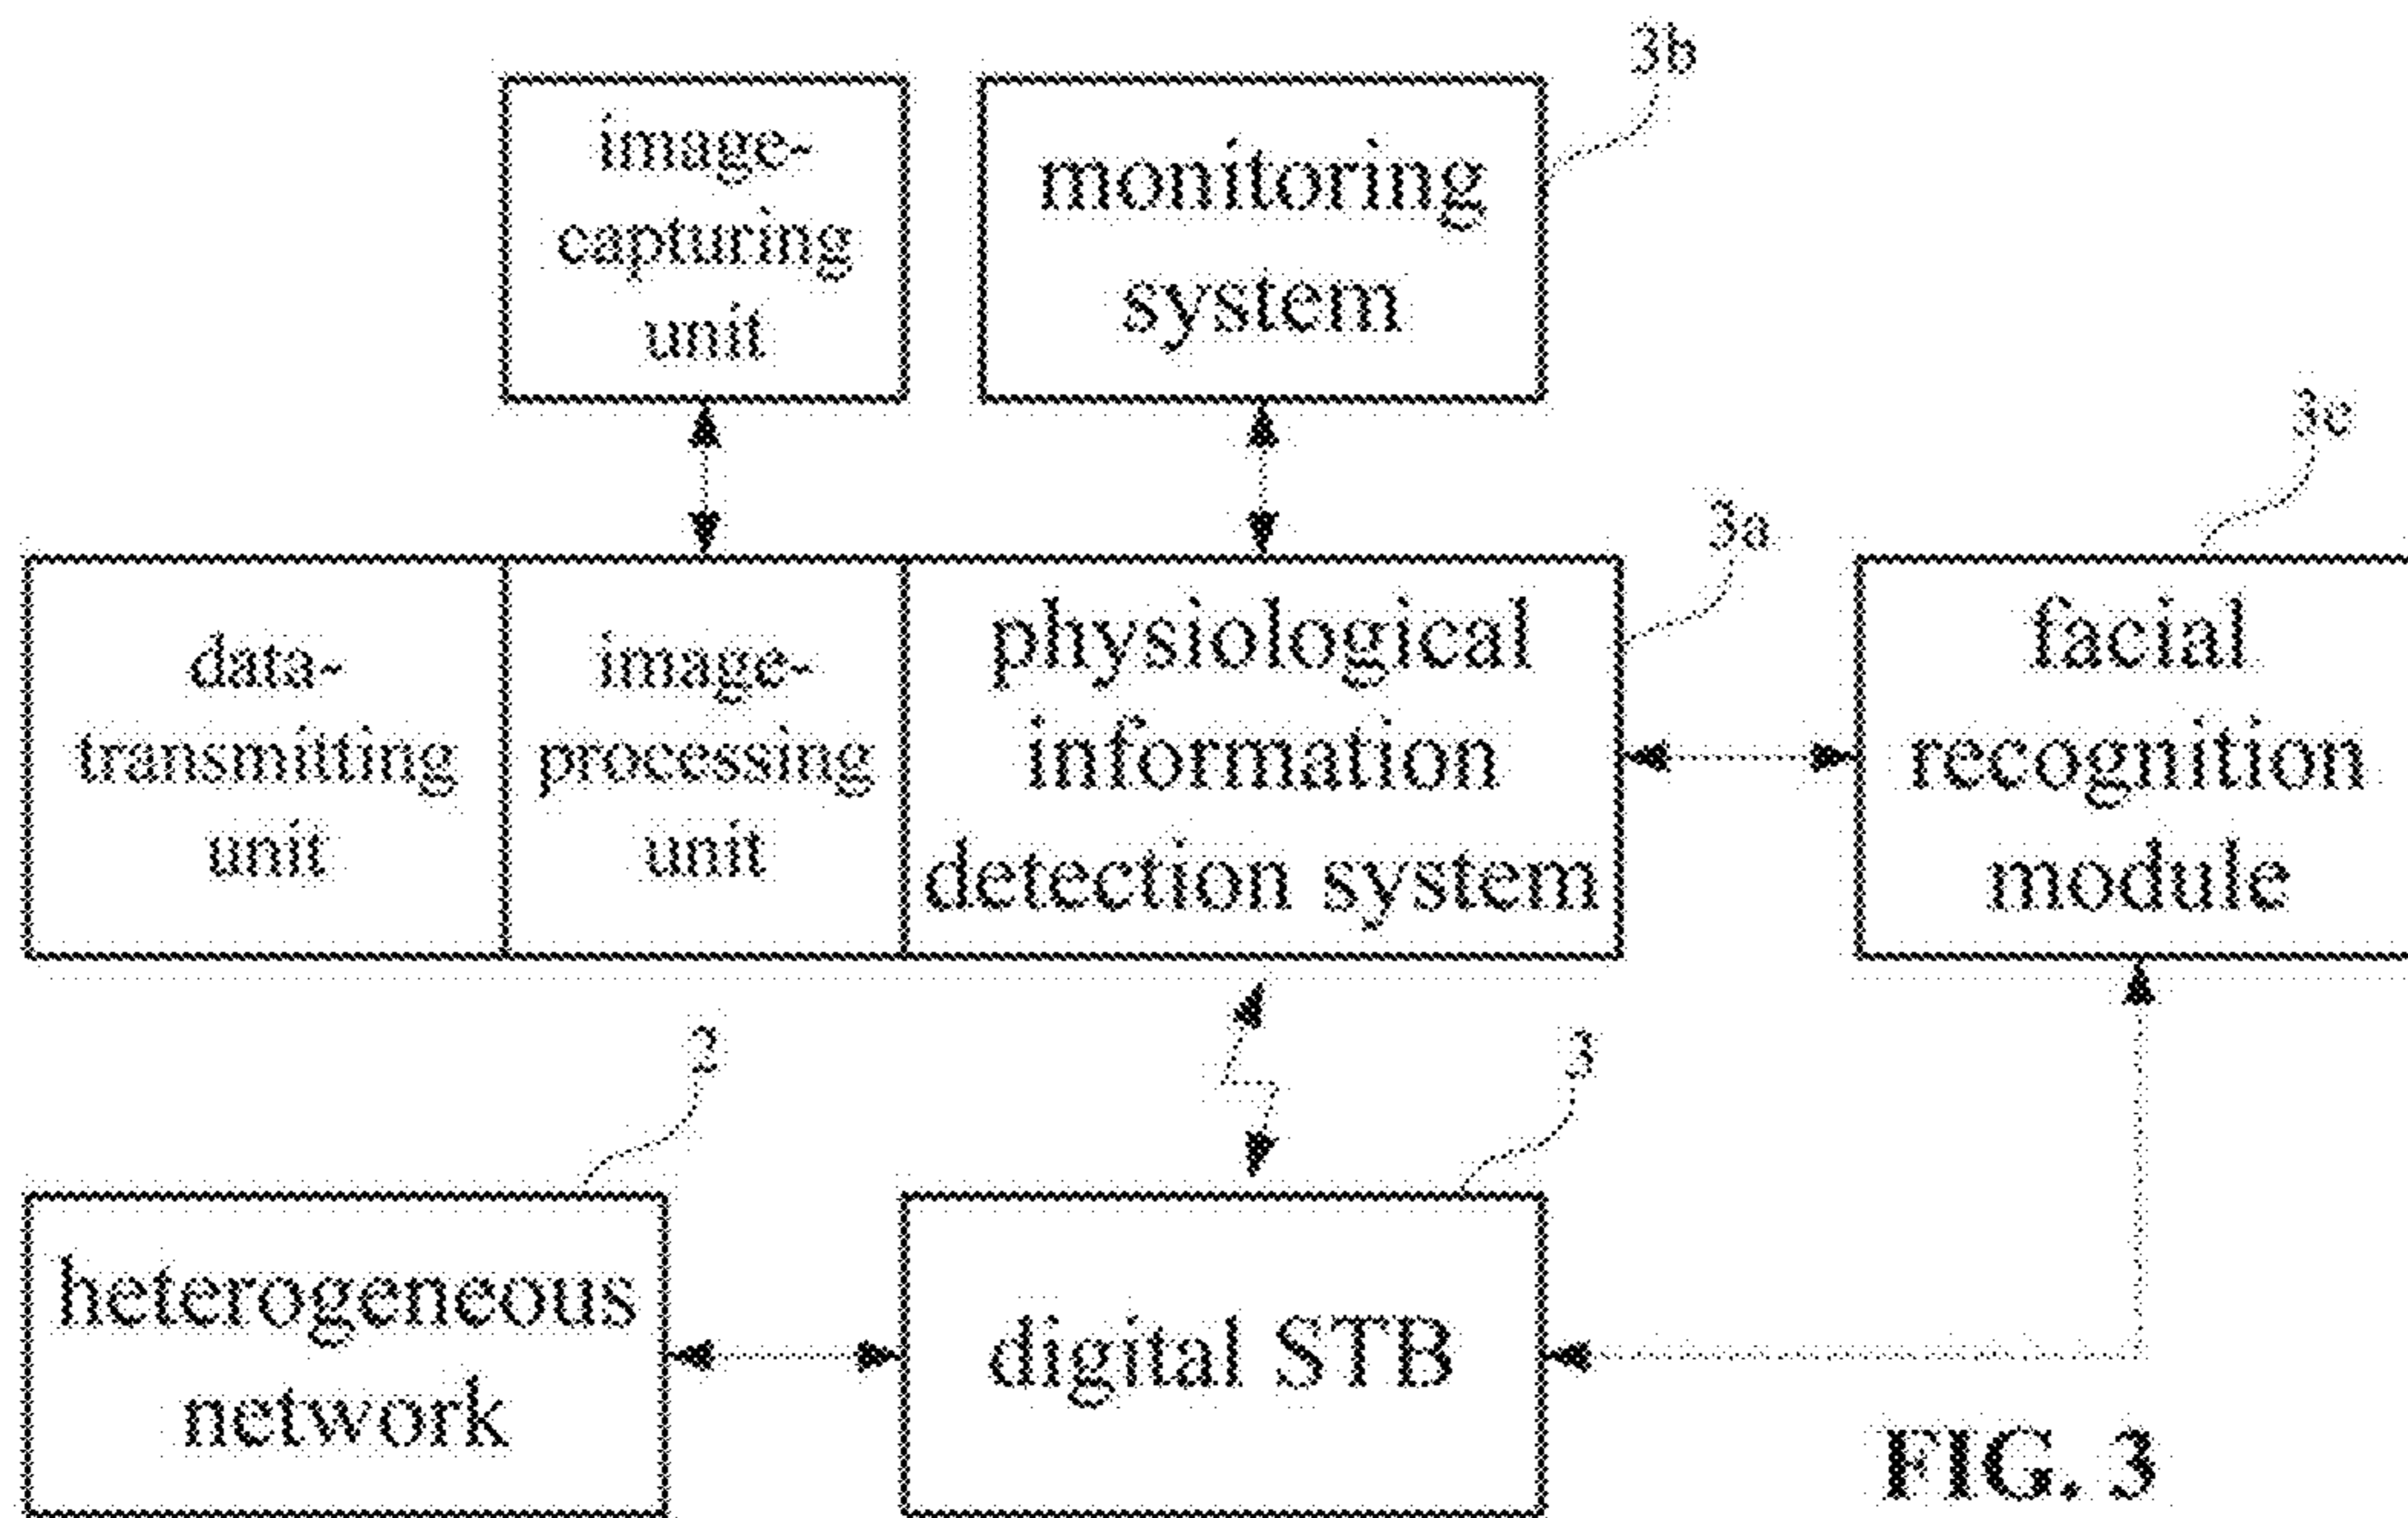 3b
image-
capturing
unit
monitoring
system
3c
3a
data-
transmitting
unit
image-
processing
unit
physiological
information
detection system
facial
recognition
module
2
3
heterogeneous
network
digital STB
FIG. 3